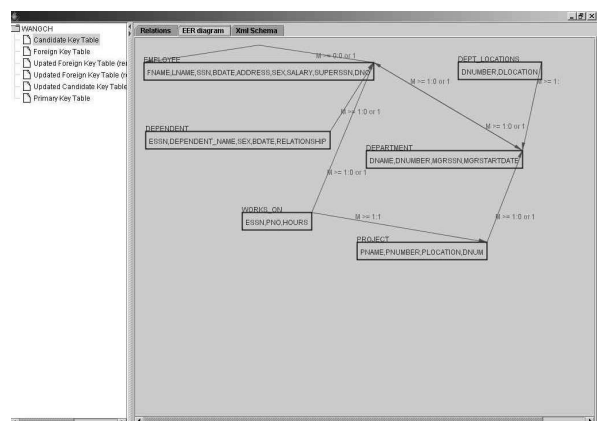 WANGCH
Candidate Key Table
Foreign Key Table
Upated Foreign Key Table (re
Updated Foreign Key Table (r
Updated Candidate Key Table
Primary Key Table
Relations EER diagram Xml Schema
M >= 0:0 or 1
EMPLOYEE
FNAME,LNAME,SSN,BDATE,ADDRESS,SEX,SALARY,SUPERSSN,DNO
DEPT_LOCATIONS
DNUMBER,DLOCATION
M >= 1:0 or 1
M >= 1:
M >= 1:0 or 1
M >= 1:0 or 1
DEPENDENT
ESSN,DEPENDENT_NAME,SEX,BDATE,RELATIONSHIP
DEPARTMENT
DNAME,DNUMBER,MGRSSN,MGRSTARTDATE
M >= 1:0 or 1
WORKS_ON
ESSN,PNO,HOURS
M >= 1:1
M >= 1:0 or 1
PROJECT
PNAME,PNUMBER,PLOCATION,DNUM